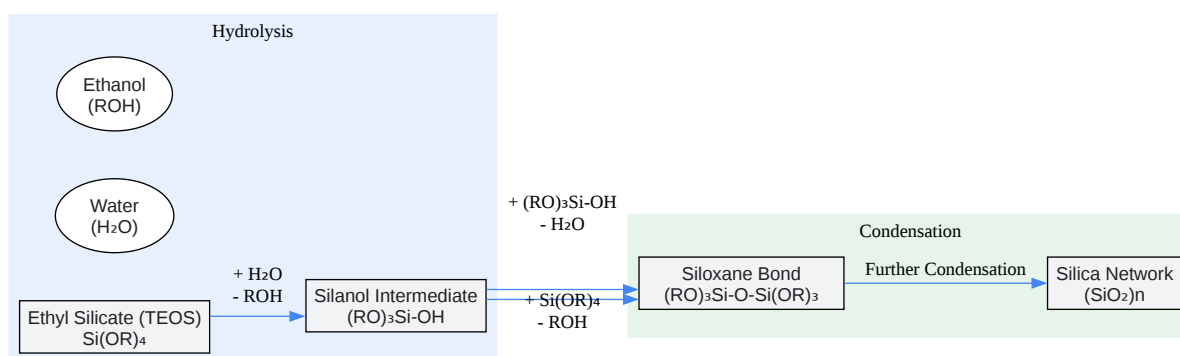 Hydrolysis
Ethanol
(ROH)
Water
(H₂O)
+ H₂O
- ROH
Ethyl Silicate (TEOS)
Si(OR)₄
Silanol Intermediate
(RO)₃Si-OH
+ (RO)₃Si-OH
- H₂O
+ Si(OR)₄
- ROH
Condensation
Siloxane Bond
(RO)₃Si-O-Si(OR)₃
Further Condensation
Silica Network
(SiO₂)n